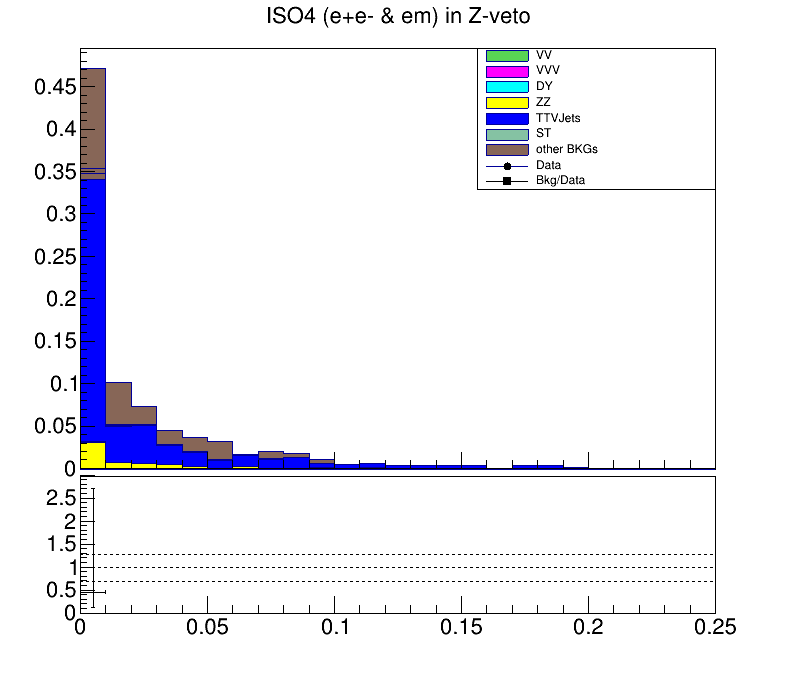 ISO4 (e+e- & em) in Z-veto
VV
VVV
DY
ZZ
TTVJets
ST
other BKGs
Data
Bkg/Data
0.45
0.4
0.35
0.3
0.25
0.2
0.15
0.1
0.05
0
2.5
2
1.5
1
0.5
0
0 0.05 0.1 0.15 0.2 0.25